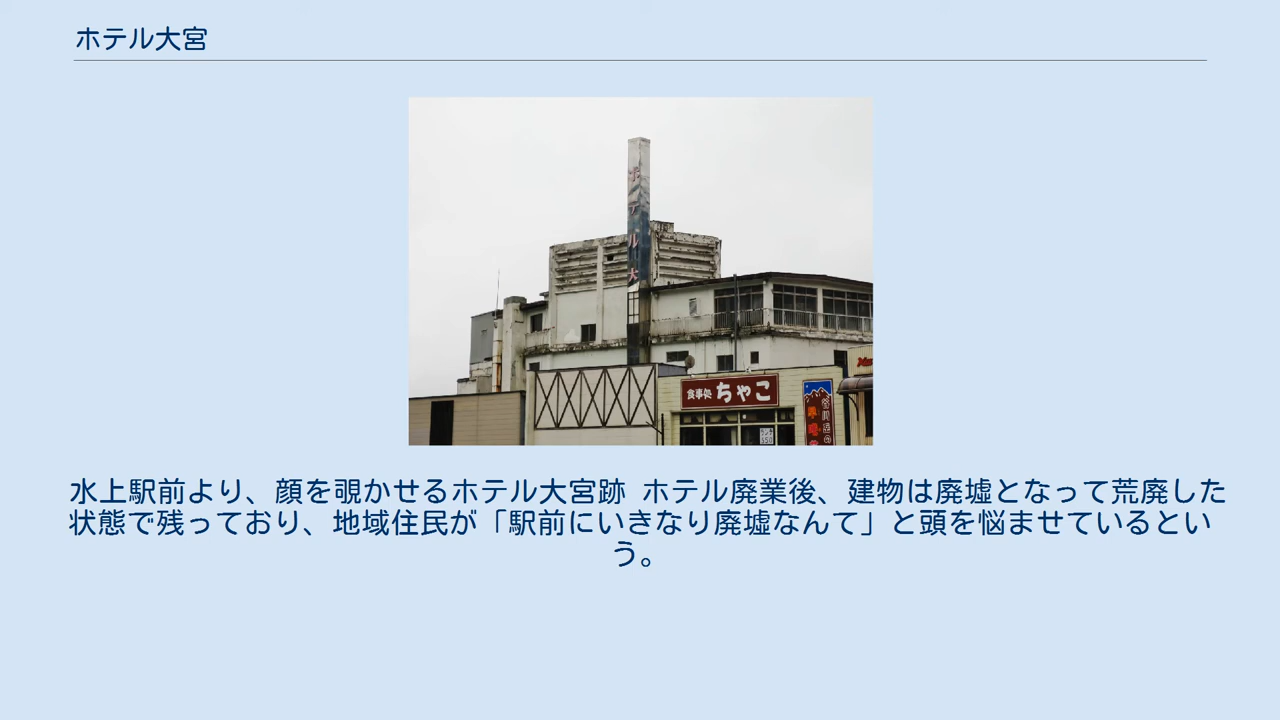 ホテル大宮
ホテル大
食事処 ちゃこ
水上駅前より、顔を覗かせるホテル大宮跡 ホテル廃業後、建物は廃墟となって荒廃した
状態で残っており、地域住民が「駅前にいきなり廃墟なんて」と頭を悩ませているとい
う。